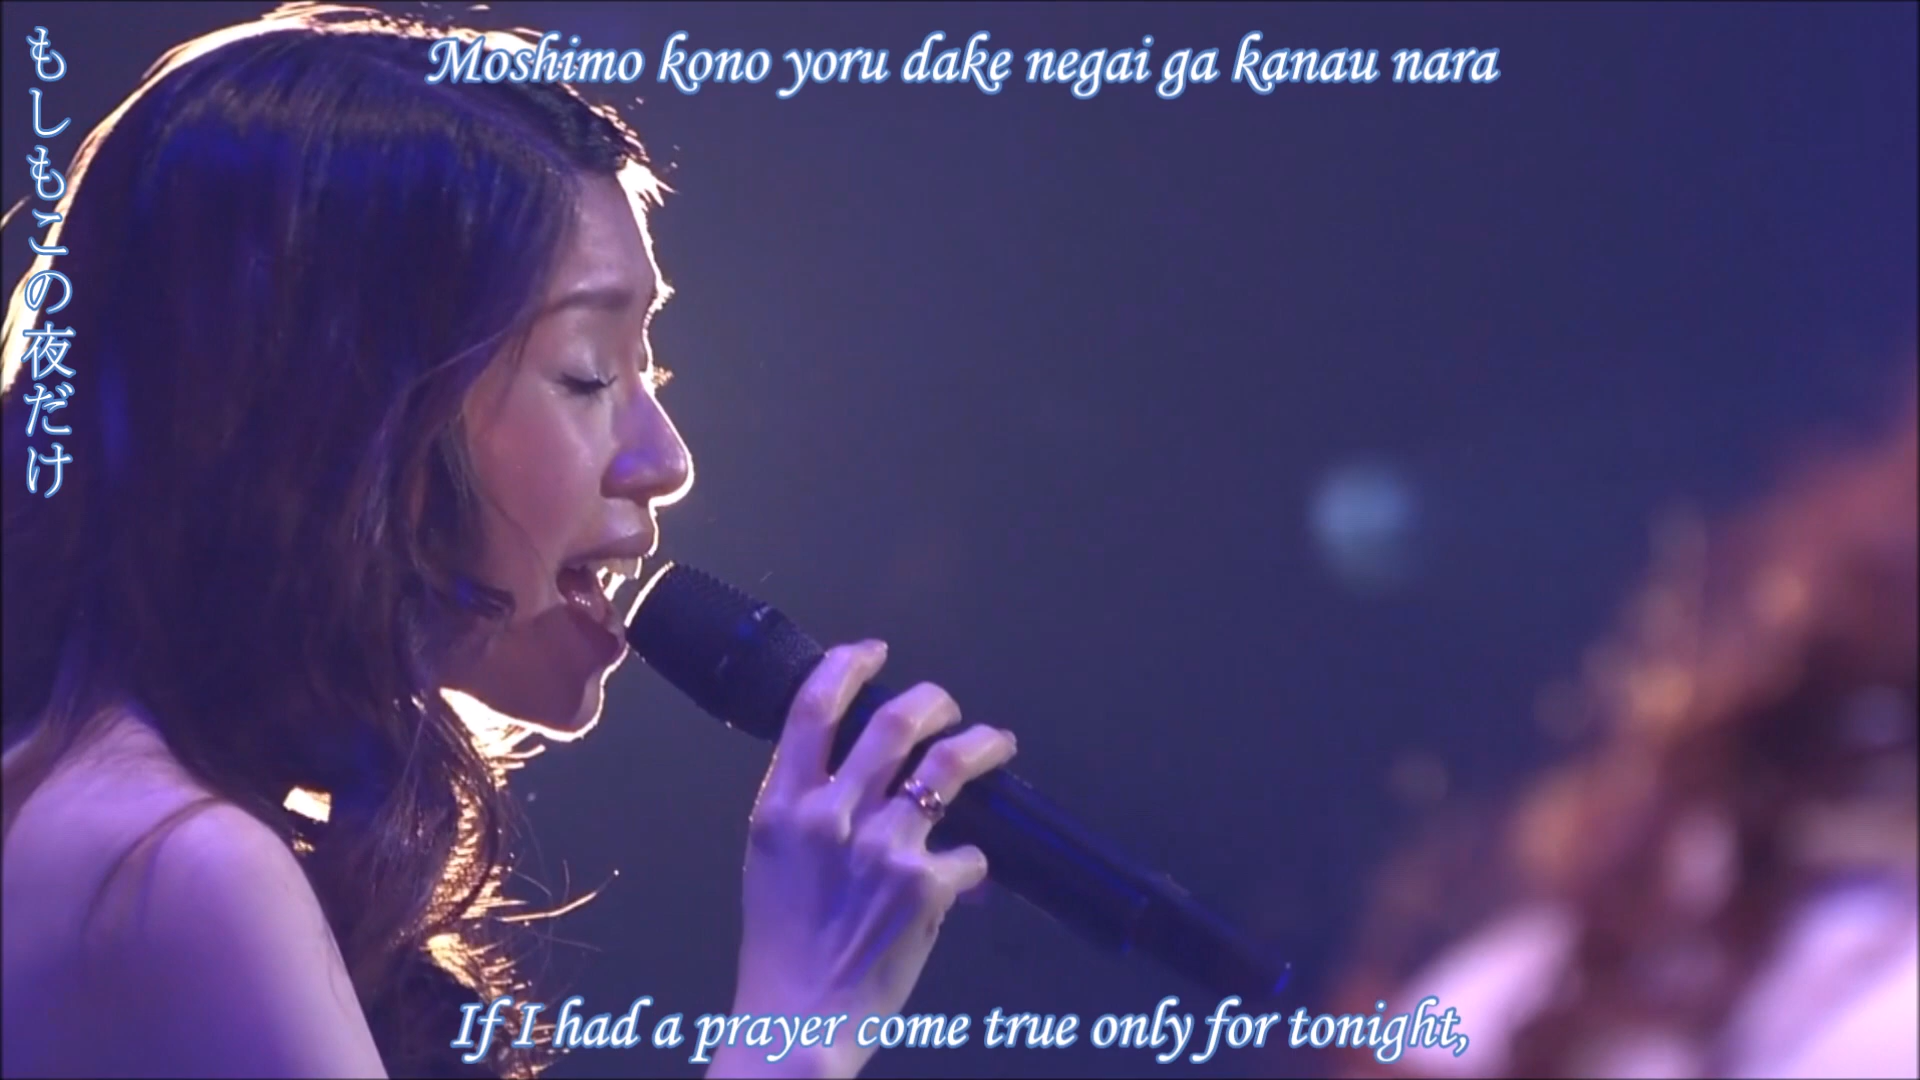 Moshimo kono yoru dake negai ga kanau nara
もしもこの夜だけ
If I had a prayer come true only for tonight,